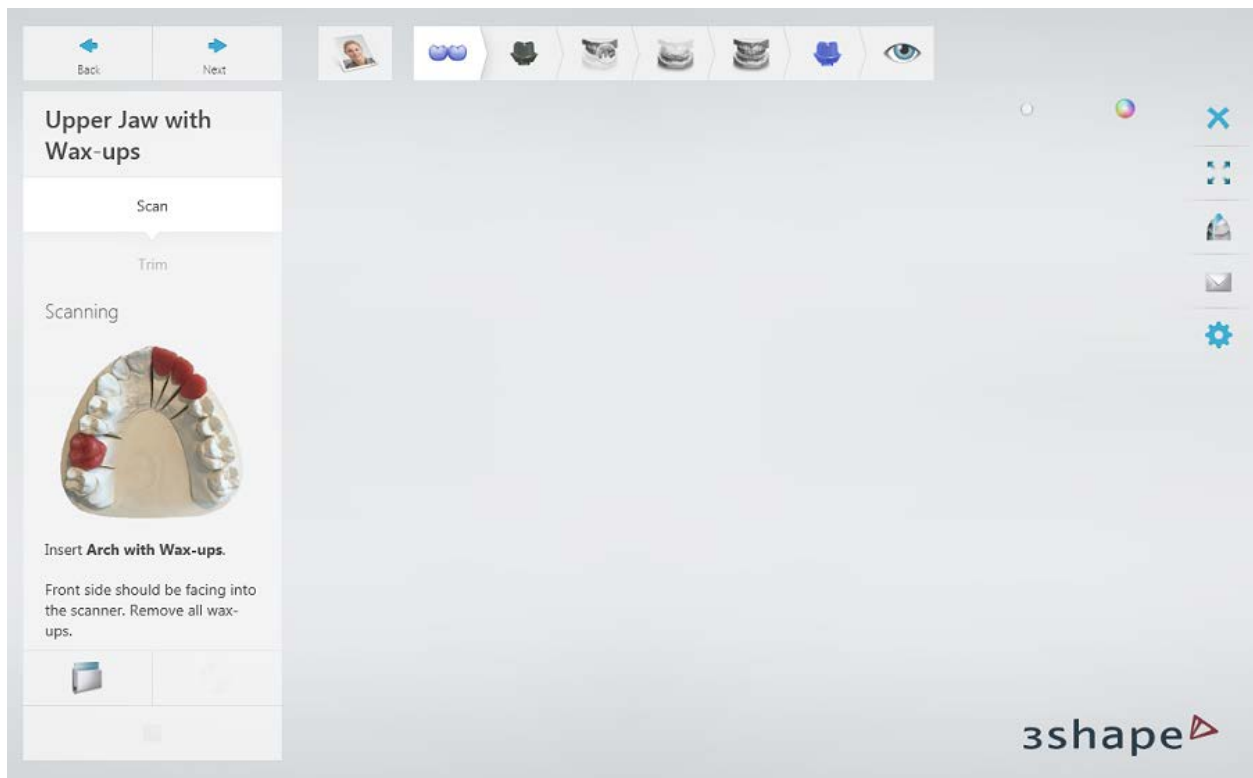 Back
Next
Upper Jaw with
Wax-ups
Scan
Trim
Scanning
Insert Arch with Wax-ups.
Front side should be facing into
the scanner. Remove all wax-
ups.
3shape